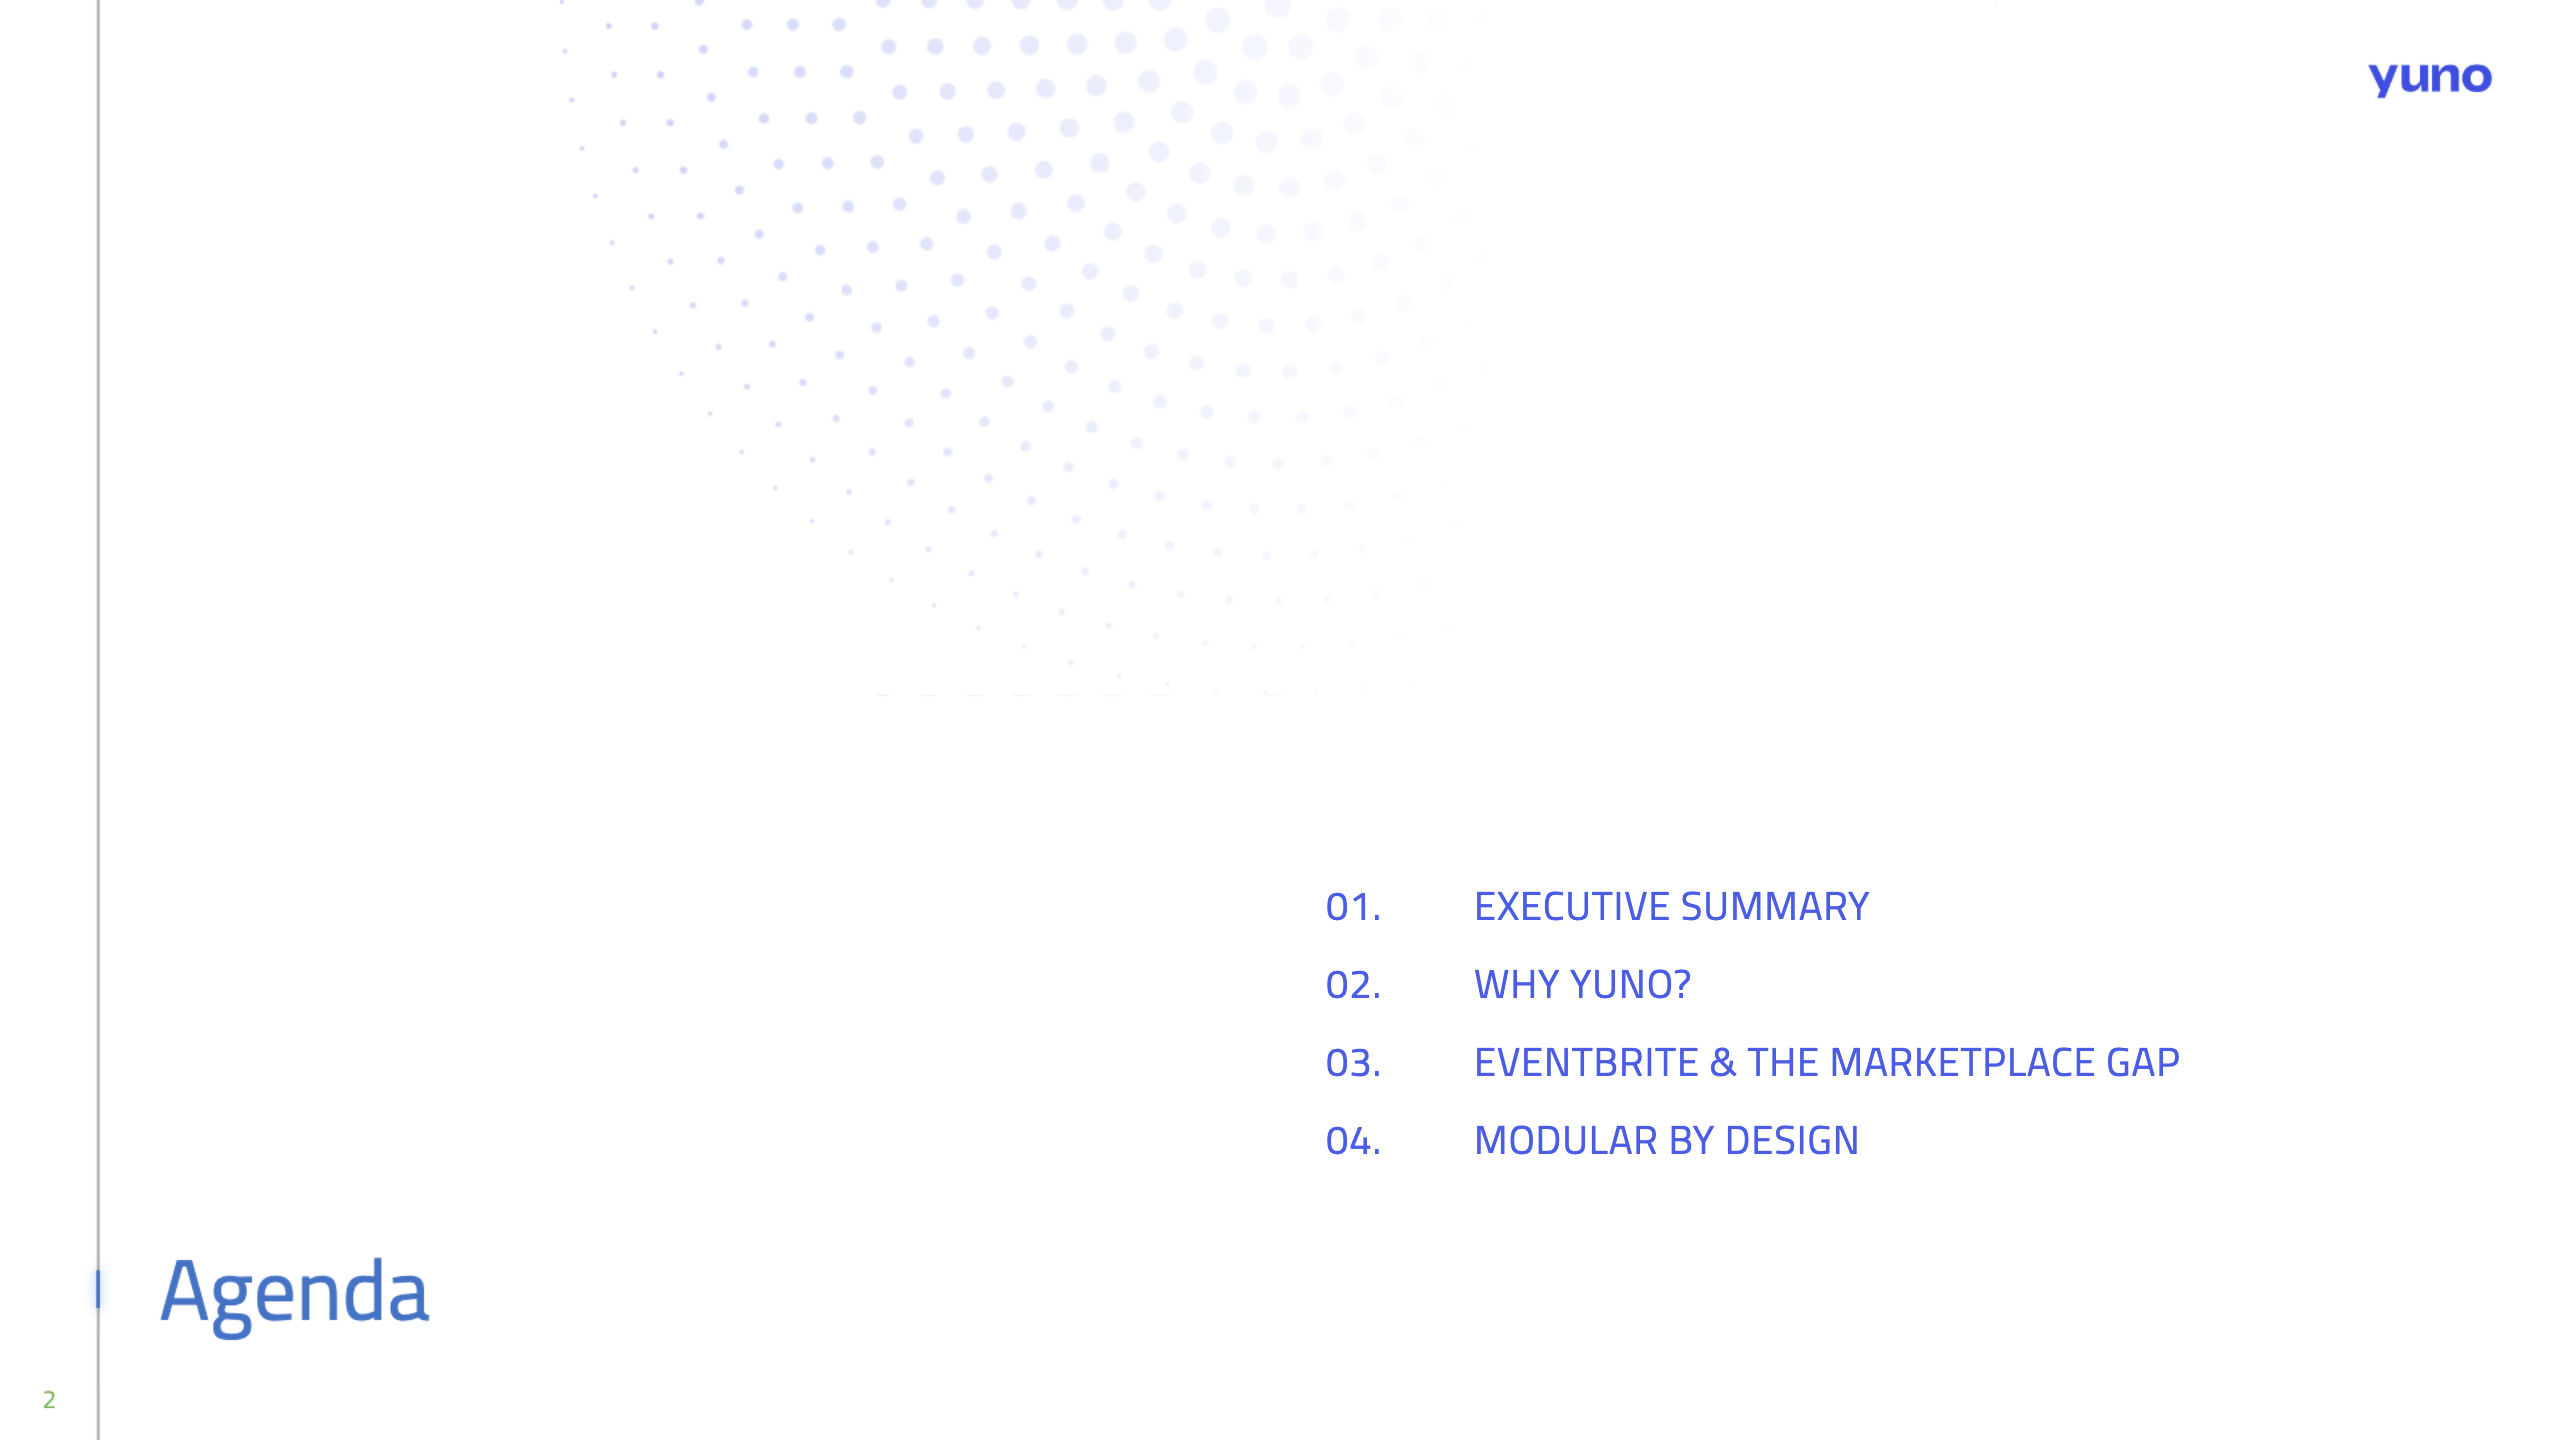 yuno
01. EXECUTIVE SUMMARY
02. WHY YUNO?
03. EVENTBRITE & THE MARKETPLACE GAP
04. MODULAR BY DESIGN
Agenda
2